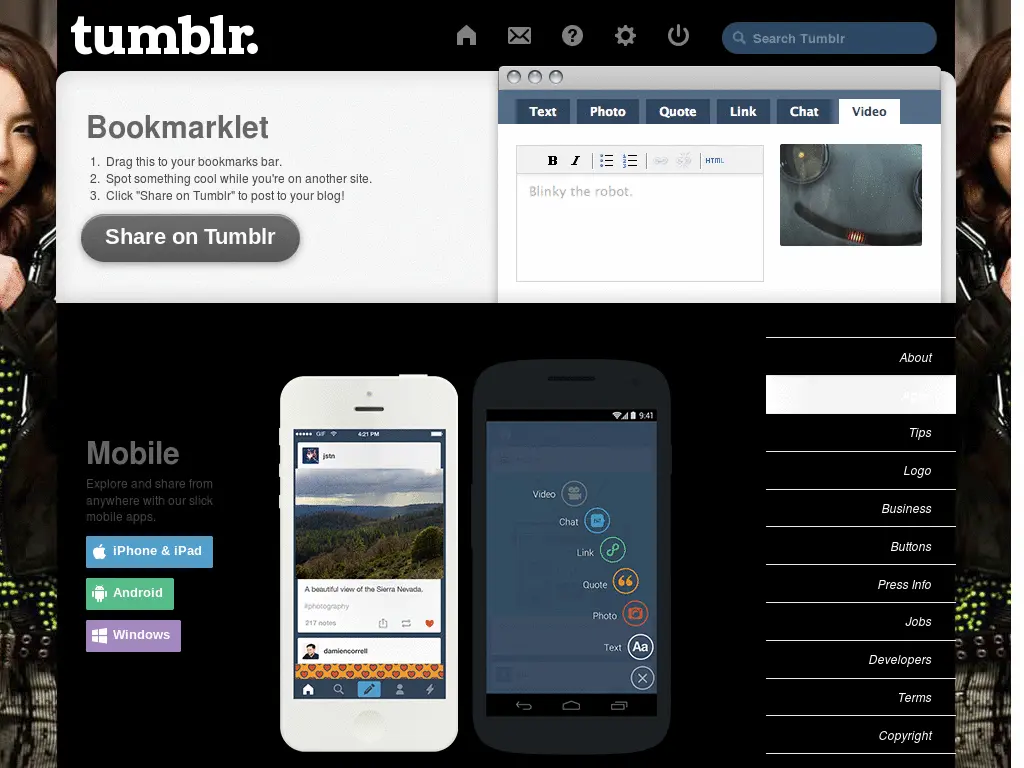 tumblr.
Search Tumblr
Bookmarklet
1. Drag this to your bookmarks bar.
2. Spot something cool while you're on another site.
3. Click "Share on Tumblr" to post to your blog!
Share on Tumblr
Text Photo Quote Link Chat Video
B I HTML
Blinky the robot.
Mobile
Explore and share from
anywhere with our slick
mobile apps.
iPhone & iPad
Android
Windows
GIF 4:21 PM
jstn
A beautiful view of the Sierra Nevada.
#photography
217 notes
damiencorrell
9:41
Video
Chat
Link
Quote
Photo
Text Aa
About
Tips
Logo
Business
Buttons
Press Info
Jobs
Developers
Terms
Copyright